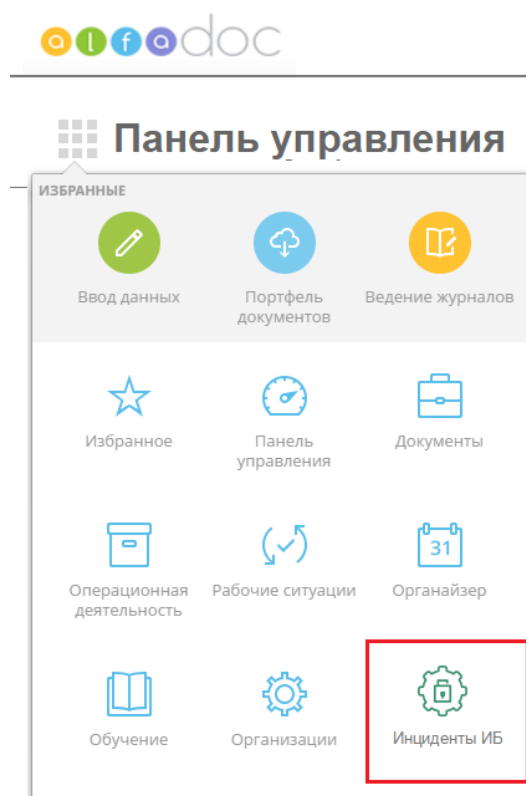 alfadoc
Панель управления
ИЗБРАННЫЕ
Ввод данных
Портфель
документов
Ведение журналов
Избранное
Панель
управления
Документы
Операционная
деятельность
Рабочие ситуации
31
Органайзер
Обучение
Организации
Инциденты ИБ